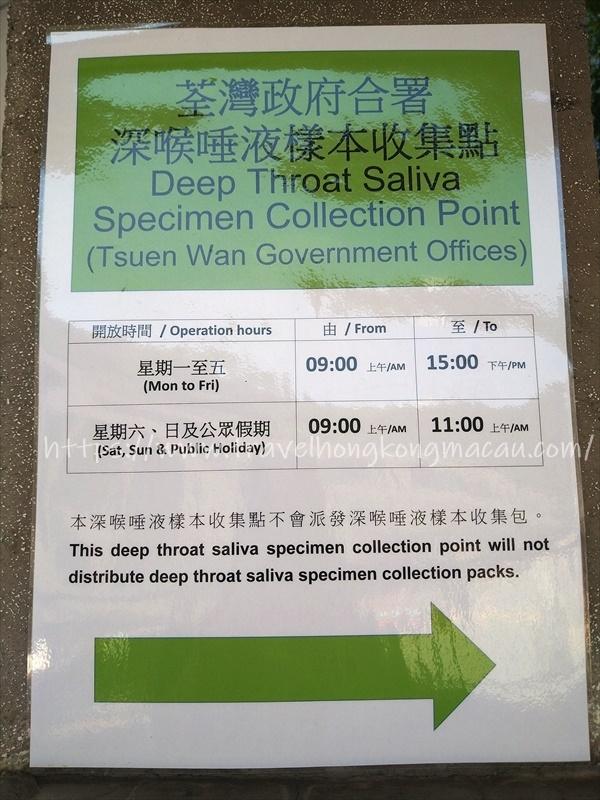 荃灣政府合署
深喉唾液樣本收集點
Deep Throat Saliva
Specimen Collection Point
(Tsuen Wan Government Offices)
開放時間 / Operation hours 由 / From 至 / To
星期一至五 09:00 上午/AM 15:00 下午/PM
(Mon to Fri)
星期六、日及公眾假期 09:00 上午/AM 11:00 上午/AM
(Sat, Sun & Public Holiday)
本深喉唾液樣本收集點不會派發深喉唾液樣本收集包。
This deep throat saliva specimen collection point will not
distribute deep throat saliva specimen collection packs.